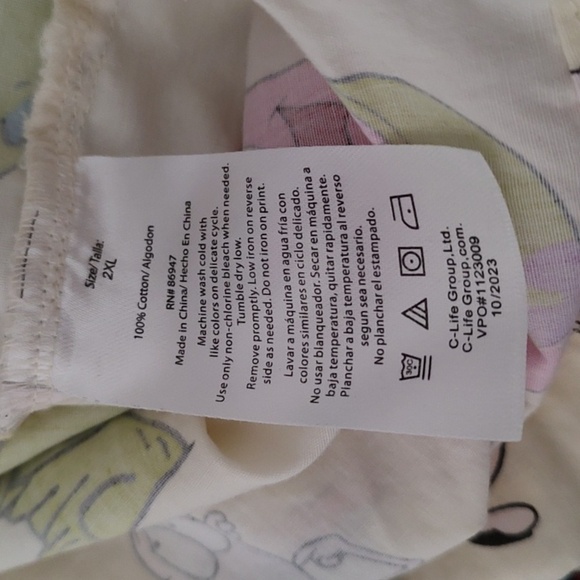 Size/Talla:
2XL
100% Cotton/Algodon
RN# 86947
Made in China/ Hecho En China
Machine wash cold with
like colors on delicate cycle.
Use only non-chlorine bleach when needed.
Tumble dry low.
Remove promptly. Low iron on reverse
side as needed. Do not iron on print.
Lavar a máquina en agua fría con
colores similares en ciclo delicado.
No usar blanqueador. Secar en máquina a
baja temperatura, quitar rapidamente.
Planchar a baja temperatura al reverso
segun sea necesario.
No planchar el estampado.
30C
C-Life Group.Ltd.
C-Life Group,com.
VPO#1123009
10/2023